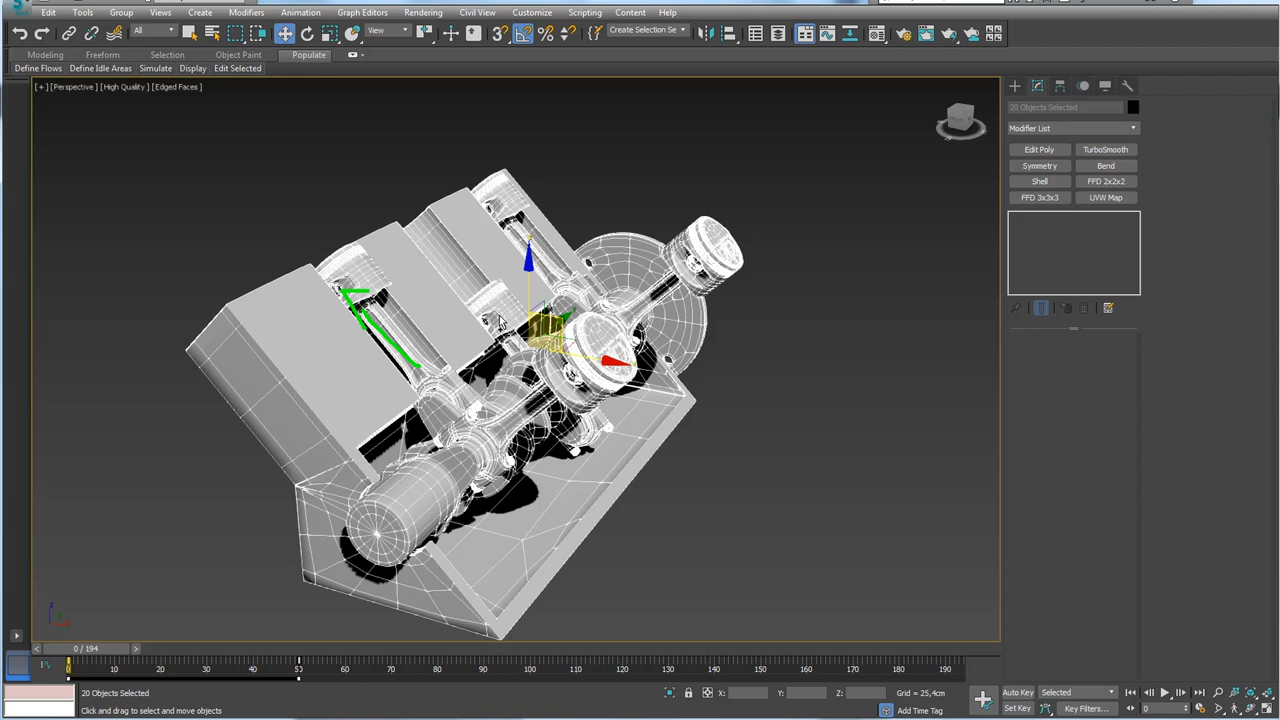 Edit Tools Group Views Create Modifiers Animation Graph Editors Rendering Civil View Customize Scripting Content Help
All View Create Selection Se
Modeling Freeform Selection Object Paint Populate
Define Flows Define Idle Areas Simulate Display Edit Selected
[+] [Perspective] [High Quality] [Edged Faces]
20 Objects Selected
Modifier List
Edit Poly TurboSmooth
Symmetry Bend
Shell FFD 2x2x2
FFD 3x3x3 UVW Map
z
< 0 / 194 >
0 10 20 30 40 50 60 70 80 90 100 110 120 130 140 150 160 170 180 190
20 Objects Selected X: Y: Z: Grid = 25,4cm Auto Key Selected
Click and drag to select and move objects Add Time Tag Set Key Key Filters... 0